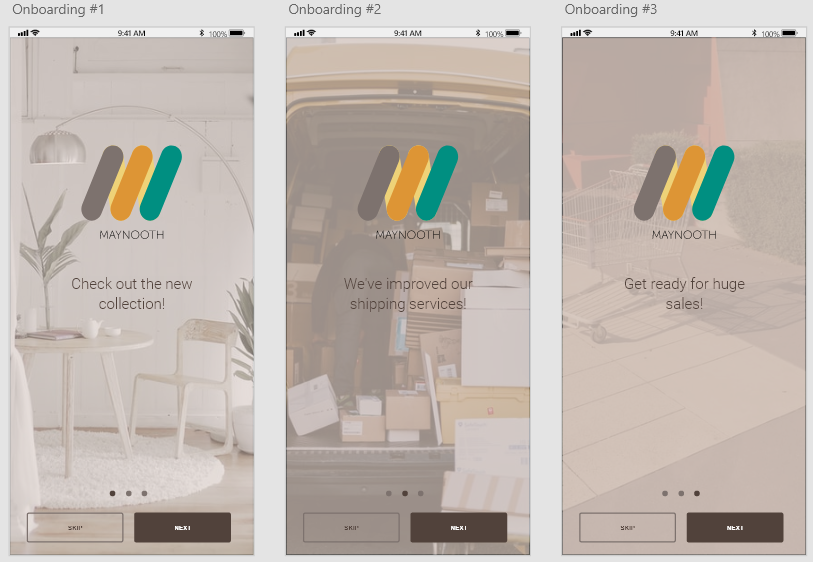 Onboarding #1
9:41 AM
100%
MAYNOOTH
Check out the new
collection!
SKIP
NEXT
Onboarding #2
9:41 AM
100%
MAYNOOTH
We've improved our
shipping services!
SKIP
NEXT
Onboarding #3
9:41 AM
100%
MAYNOOTH
Get ready for huge
sales!
SKIP
NEXT